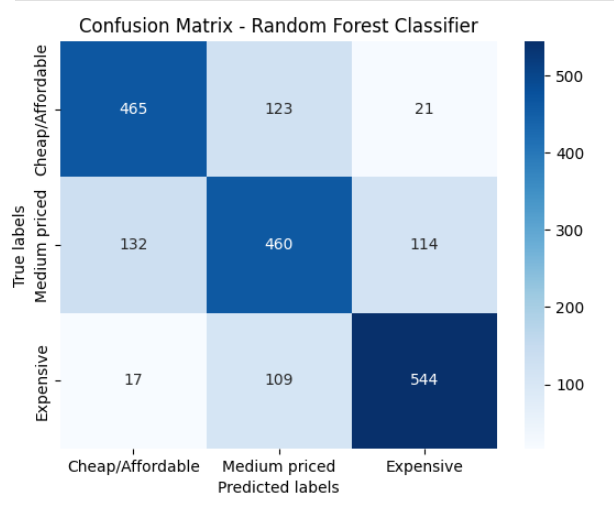 Confusion Matrix - Random Forest Classifier
True labels
Cheap/Affordable
465 123 21
Medium priced
132 460 114
Expensive
17 109 544
Cheap/Affordable Medium priced Expensive
Predicted labels
500
400
300
200
100